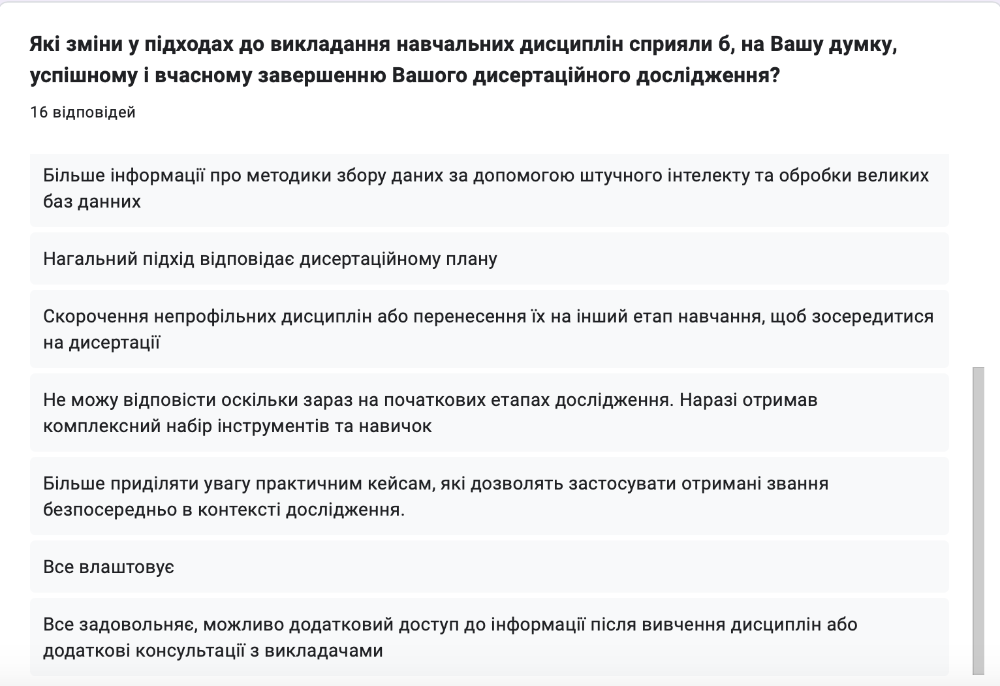 Які зміни у підходах до викладання навчальних дисциплін сприяли б, на Вашу думку,
успішному і вчасному завершенню Вашого дисертаційного дослідження?
16 відповідей
Більше інформації про методики збору даних за допомогою штучного інтелекту та обробки великих
баз данних
Нагальний підхід відповідає дисертаційному плану
Скорочення непрофільних дисциплін або перенесення їх на інший етап навчання, щоб зосередитися
на дисертації
Не можу відповісти оскільки зараз на початкових етапах дослідження. Наразі отримав
комплексний набір інструментів та навичок
Більше приділяти увагу практичним кейсам, які дозволять застосувати отримані звання
безпосередньо в контексті дослідження.
Все влаштовує
Все задовольняє, можливо додатковий доступ до інформації після вивчення дисциплін або
додаткові консультації з викладачами